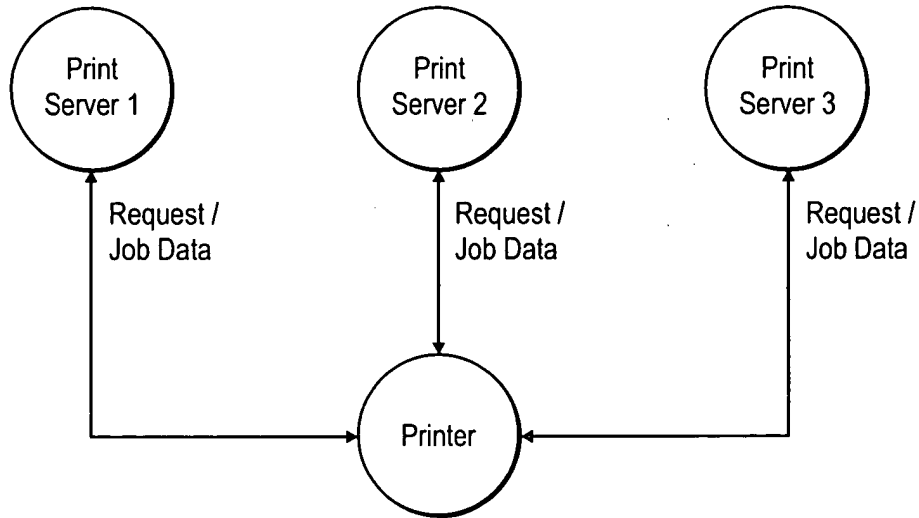 Print
Server 1
Print
Server 2
Print
Server 3
Request /
Job Data
Request /
Job Data
Request /
Job Data
Printer